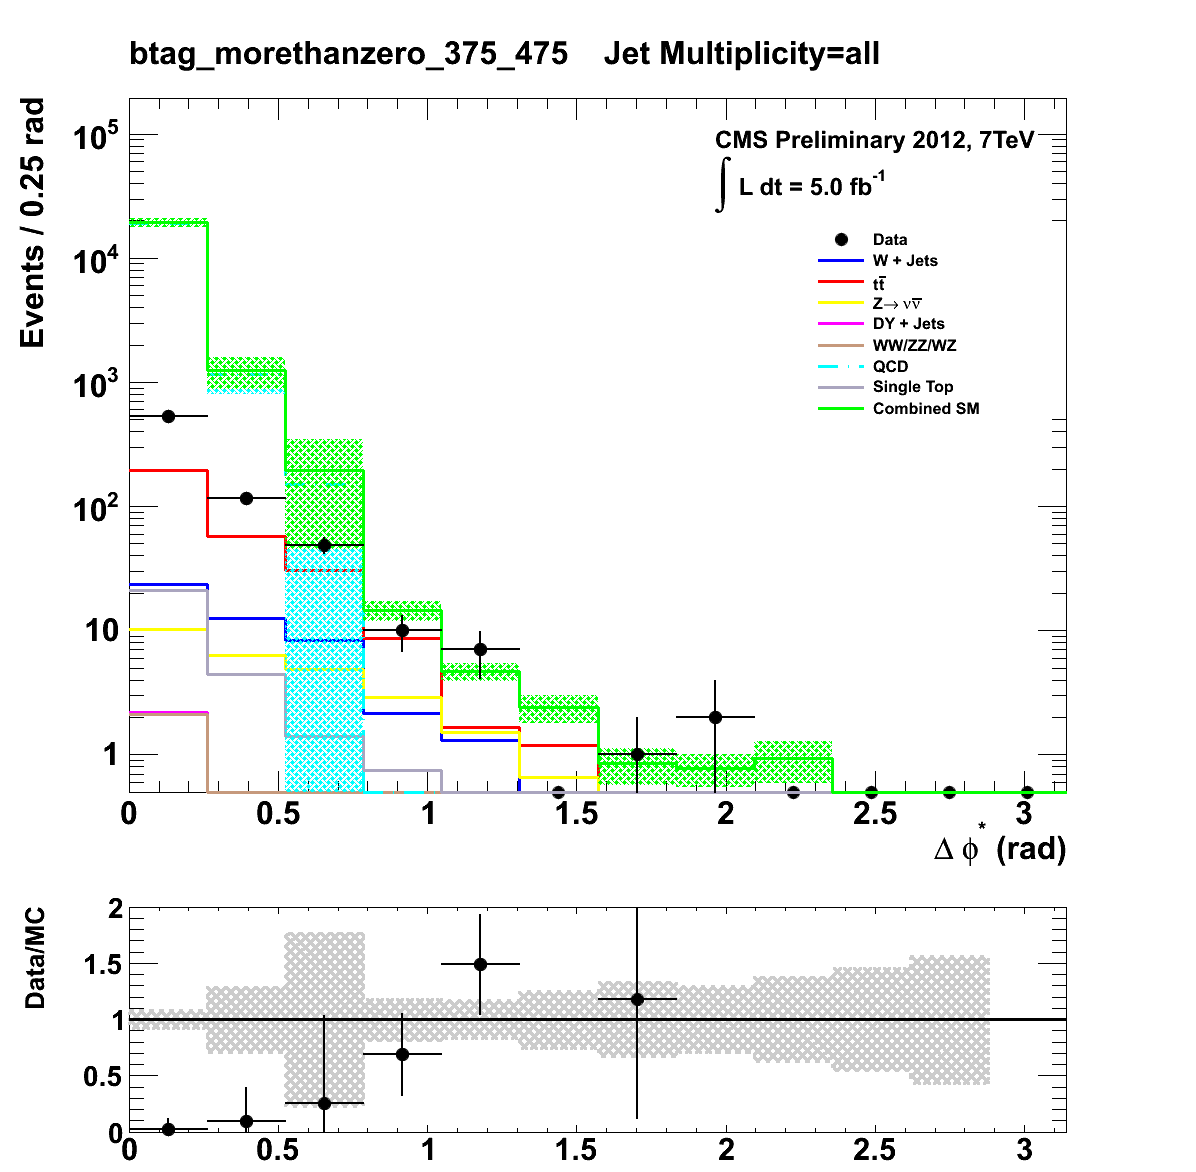 btag_morethanzero_375_475 Jet Multiplicity=all
Events / 0.25 rad
10⁵
10⁴
10³
10²
10
1
CMS Preliminary 2012, 7TeV
∫ L dt = 5.0 fb⁻¹
Data
W + Jets
tt̅
Z→ νν̅
DY + Jets
WW/ZZ/WZ
QCD
Single Top
Combined SM
0 0.5 1 1.5 2 2.5 3
Δ ϕ* (rad)
Data/MC
2
1.5
1
0.5
0
0 0.5 1 1.5 2 2.5 3